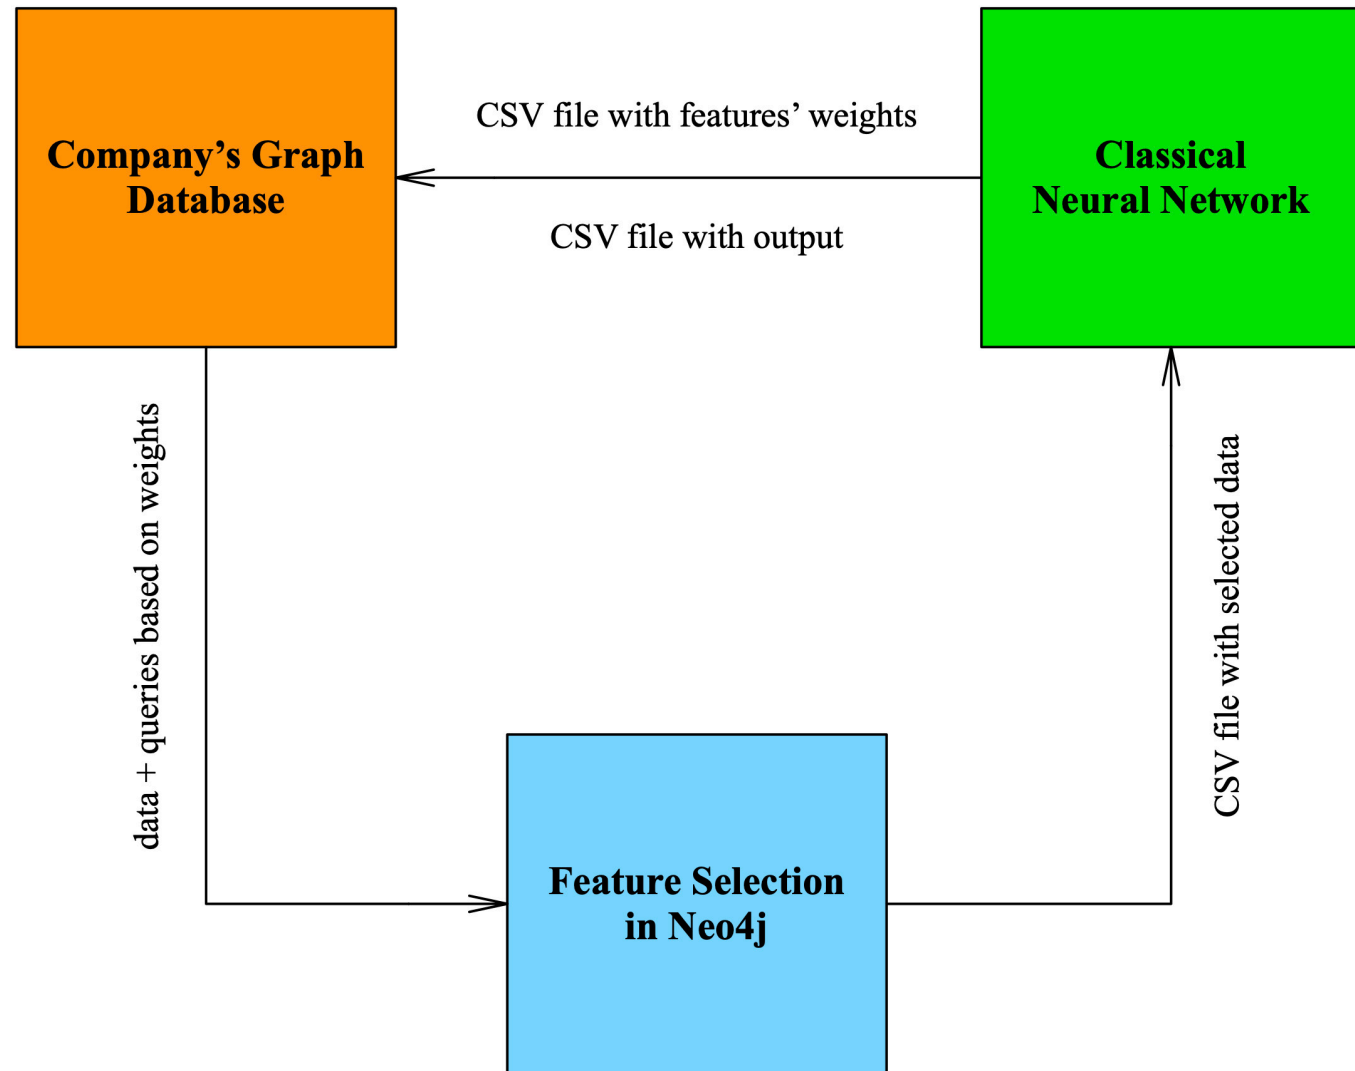 CSV file with features’ weights
Company’s Graph
Database
Classical
Neural Network
CSV file with output
data + queries based on weights
CSV file with selected data
Feature Selection
in Neo4j